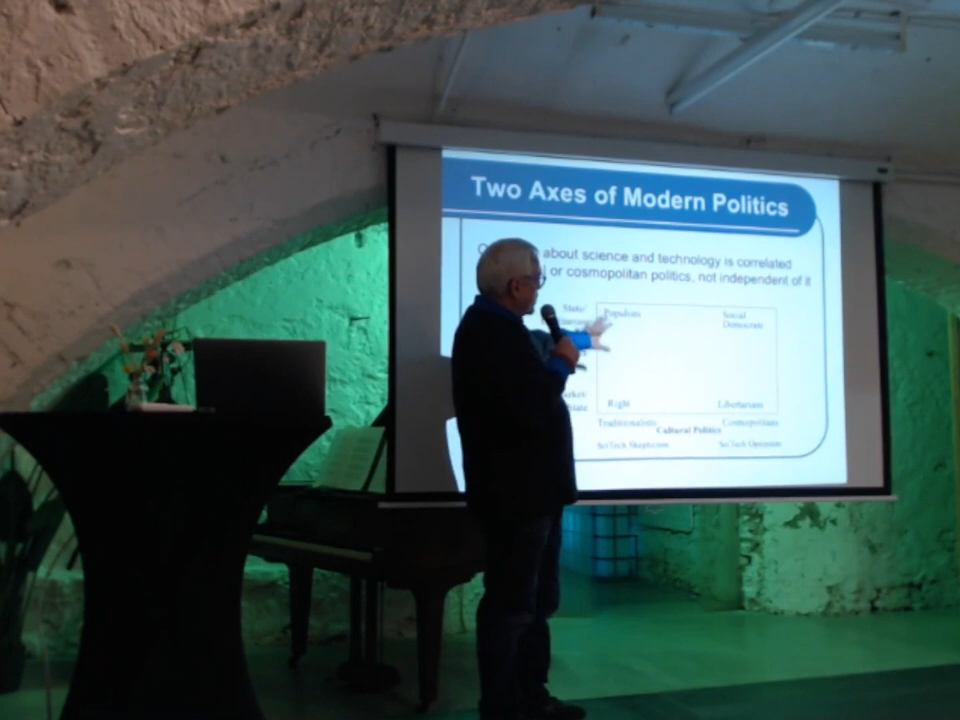 Two Axes of Modern Politics
about science and technology is correlated
or cosmopolitan politics, not independent of it
State/
Populists
Social
Democrats
Right
Libertarians
Traditionalists
Cosmopolitans
Cultural Politics
SciTech Skepticism
SciTech Optimism